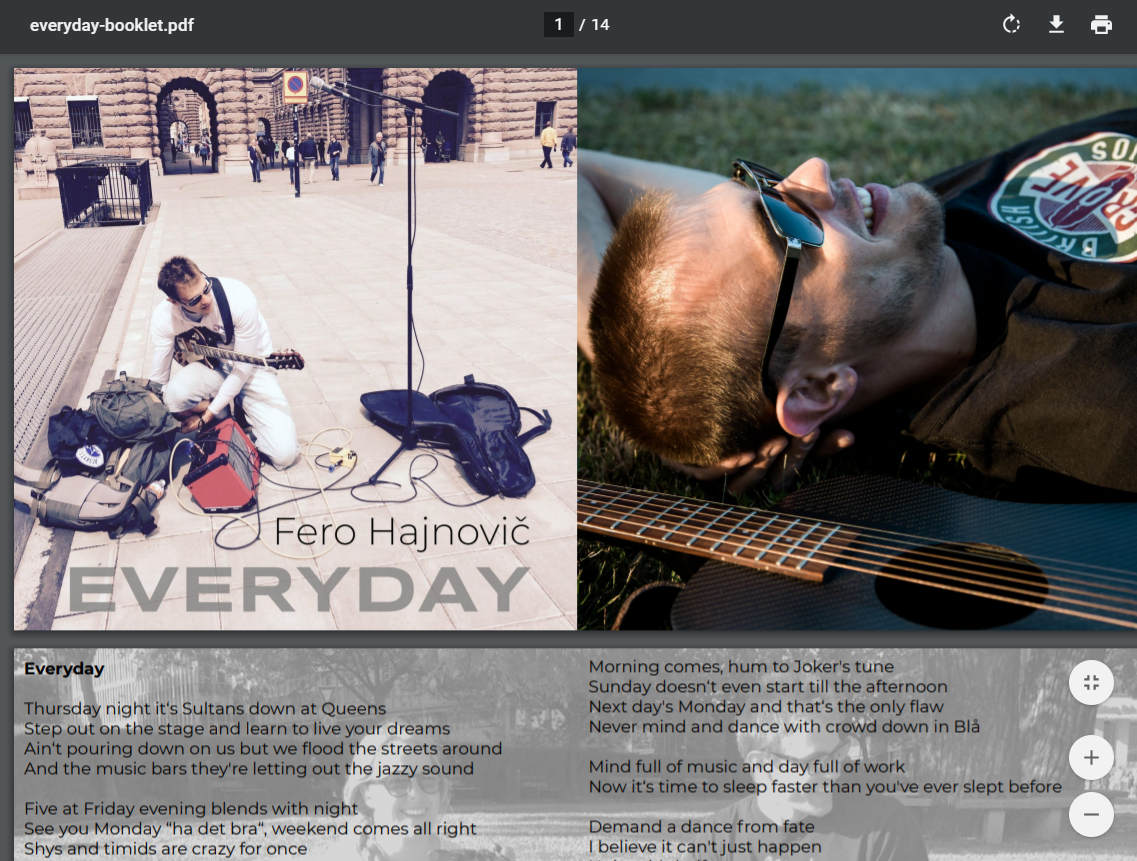 everyday-booklet.pdf
1 / 14
SOUN
GROVE
BRITISH
Fero Hajnovič
EVERYDAY
Everyday
Thursday night it's Sultans down at Queens
Step out on the stage and learn to live your dreams
Ain't pouring down on us but we flood the streets around
And the music bars they're letting out the jazzy sound
Five at Friday evening blends with night
See you Monday “ha det bra“, weekend comes all right
Shys and timids are crazy for once
Morning comes, hum to Joker's tune
Sunday doesn't even start till the afternoon
Next day's Monday and that's the only flaw
Never mind and dance with crowd down in Blå
Mind full of music and day full of work
Now it's time to sleep faster than you've ever slept before
Demand a dance from fate
I believe it can't just happen